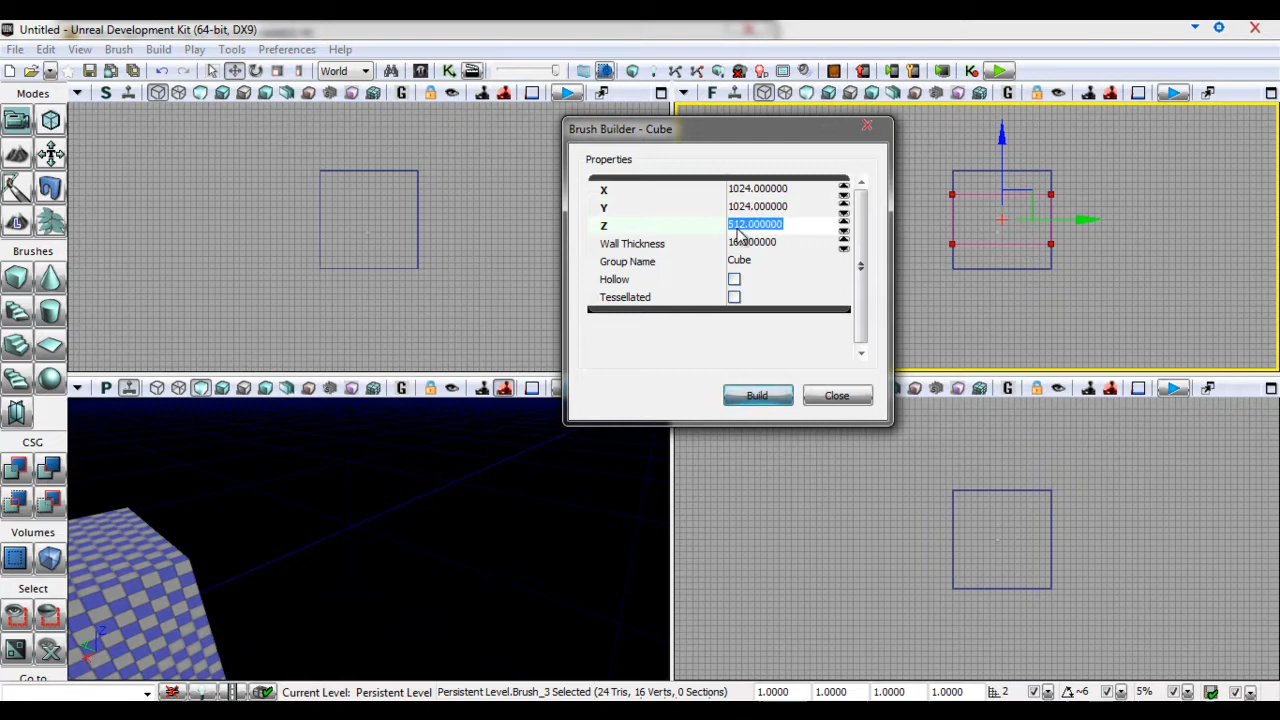 Untitled - Unreal Development Kit (64-bit, DX9)
File Edit View Brush Build Play Tools Preferences Help
World
Modes
S G F G
Brush Builder - Cube
Properties
X 1024.000000
Y 1024.000000
Z 512.000000
Wall Thickness
Group Name Cube
Hollow
Tessellated
Build Close
Brushes
P G G
CSG
Volumes
Select
Z
Go to
Current Level: Persistent Level Persistent Level.Brush_3 Selected (24 Tris, 16 Verts, 0 Sections) 1.0000 1.0000 1.0000 1.0000 2 ~6 5%